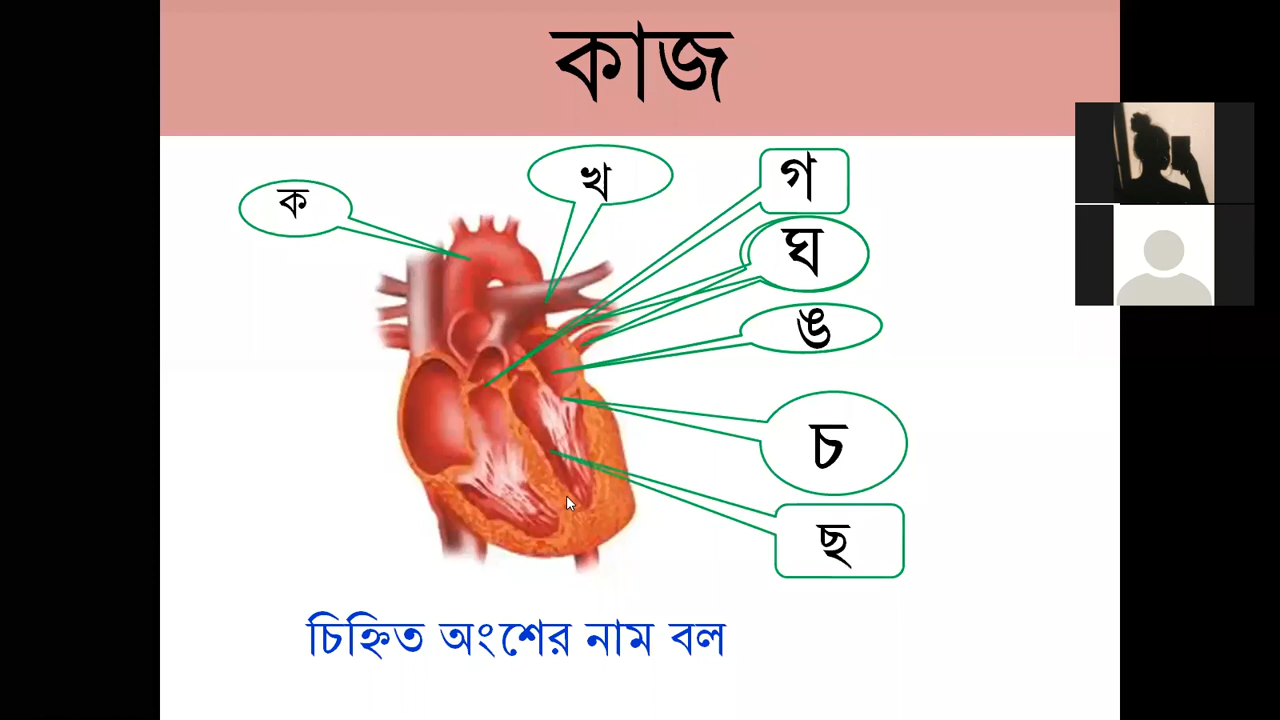 কাজ
ক
খ
গ
ঘ
ঙ
চ
ছ
চিহ্নিত অংশের নাম বল